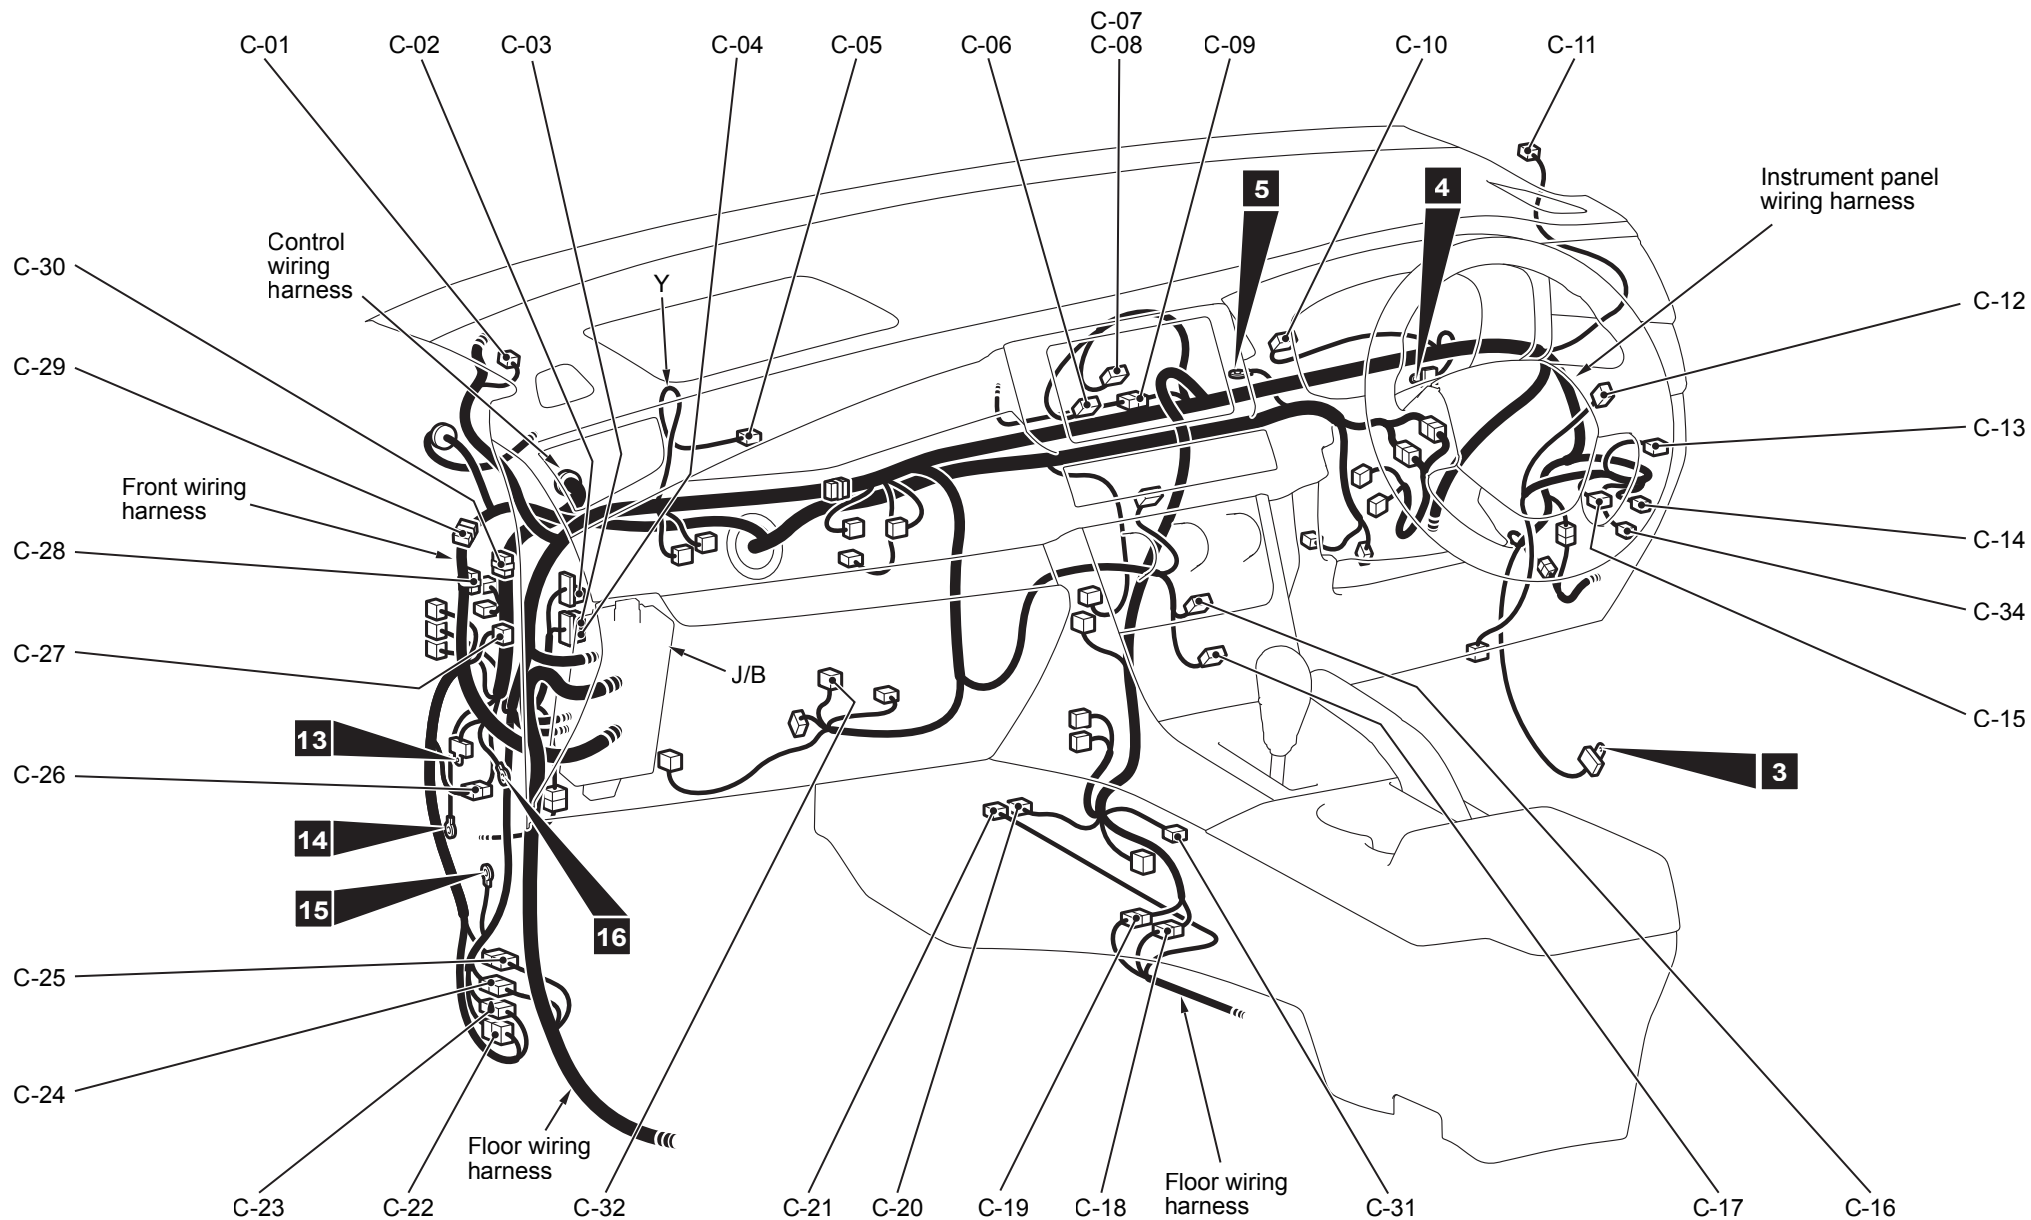 C-07
C-01
C-02
C-03
C-04
C-05
C-06
C-08
C-09
C-10
C-11
5
4
Instrument panel
wiring harness
Control
wiring
harness
C-30
Y
C-12
C-29
C-13
Front wiring
harness
C-28
C-14
C-34
C-27
J/B
C-15
13
3
C-26
14
15
16
C-25
C-24
Floor wiring
harness
Floor wiring
harness
C-23
C-22
C-32
C-21
C-20
C-19
C-18
C-31
C-17
C-16